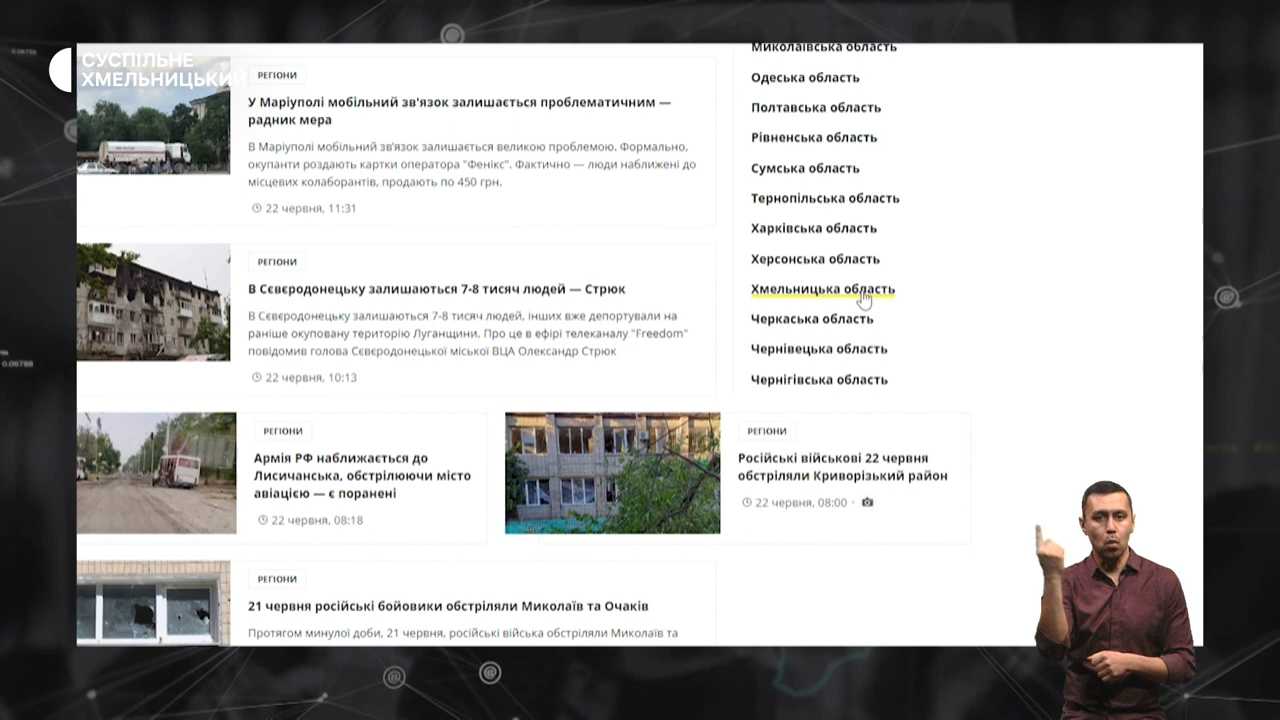 СУСПІЛЬНЕ
ХМЕЛЬНИЦЬКИЙ
РЕГІОНИ
У Маріуполі мобільний зв'язок залишається проблематичним —
радник мера
В Маріуполі мобільний зв'язок залишається великою проблемою. Формально,
окупанти роздають картки оператора "Фенікс". Фактично — люди наближені до
місцевих колаборантів, продають по 450 грн.
22 червня, 11:31
РЕГІОНИ
В Сєвєродонецьку залишаються 7-8 тисяч людей — Стрюк
В Сєвєродонецьку залишаються 7-8 тисяч людей, інших вже депортували на
раніше окуповану територію Луганщини. Про це в ефірі телеканалу "Freedom"
повідомив голова Сєвєродонецької міської ВЦА Олександр Стрюк
22 червня, 10:13
Миколаївська область
Одеська область
Полтавська область
Рівненська область
Сумська область
Тернопільська область
Харківська область
Херсонська область
Хмельницька область
Черкаська область
Чернівецька область
Чернігівська область
РЕГІОНИ
Армія РФ наближається до
Лисичанська, обстрілюючи місто
авіацією — є поранені
22 червня, 08:18
РЕГІОНИ
Російські військові 22 червня
обстріляли Криворізький район
22 червня, 08:00 ·
РЕГІОНИ
21 червня російські бойовики обстріляли Миколаїв та Очаків
Протягом минулої доби, 21 червня, російські війська обстріляли Миколаїв та